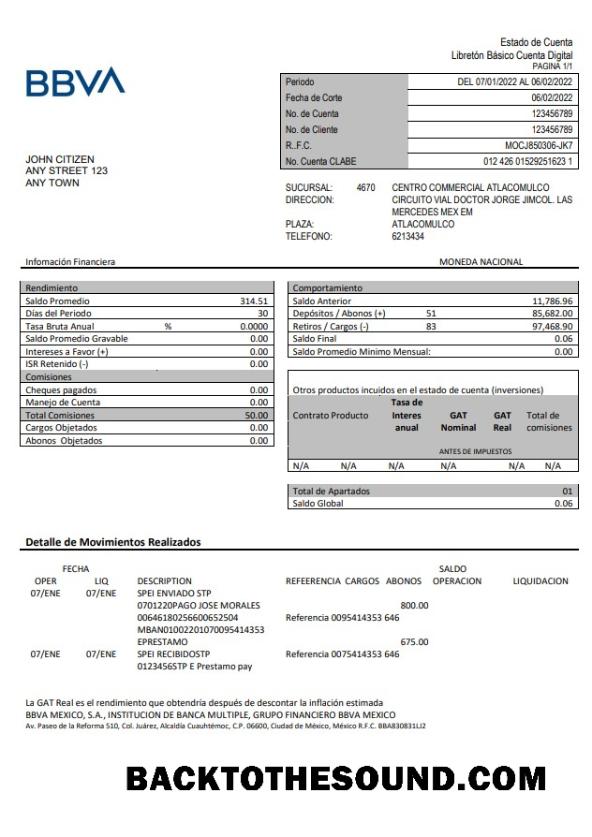 Estado de Cuenta
Libretón Básico Cuenta Digital
PAGINA 1/1
BBVA
Periodo DEL 07/01/2022 AL 06/02/2022
Fecha de Corte 06/02/2022
No. de Cuenta 123456789
No. de Cliente 123456789
R..F.C. MOCJ850306-JK7
No. Cuenta CLABE 012 426 01529251623 1
JOHN CITIZEN
ANY STREET 123
ANY TOWN
SUCURSAL: 4670 CENTRO COMMERCIAL ATLACOMULCO
DIRECCION: CIRCUITO VIAL DOCTOR JORGE JIMCOL. LAS
MERCEDES MEX EM
PLAZA: ATLACOMULCO
TELEFONO: 6213434
Infomación Financiera MONEDA NACIONAL
Rendimiento
Saldo Promedio 314.51
Días del Periodo 30
Tasa Bruta Anual % 0.0000
Saldo Promedio Gravable 0.00
Intereses a Favor (+) 0.00
ISR Retenido (-) 0.00
Comisiones
Cheques pagados 0.00
Manejo de Cuenta 0.00
Total Comisiones 50.00
Cargos Objetados 0.00
Abonos Objetados 0.00
Comportamiento
Saldo Anterior 11,786.96
Depósitos / Abonos (+) 51 85,682.00
Retiros / Cargos (-) 83 97,468.90
Saldo Final 0.06
Saldo Promedio Minimo Mensual: 0.00
Otros productos incuidos en el estado de cuenta (inversiones)
Contrato Producto Tasa de Interes anual GAT Nominal GAT Real Total de comisiones
ANTES DE IMPUESTOS
N/A N/A N/A N/A N/A N/A
Total de Apartados 01
Saldo Global 0.06
Detalle de Movimientos Realizados
FECHA SALDO
OPER LIQ DESCRIPTION REFEERENCIA CARGOS ABONOS OPERACION LIQUIDACION
07/ENE 07/ENE SPEI ENVIADO STP
0701220PAGO JOSE MORALES 800.00
00646180256600652504 Referencia 0095414353 646
MBAN01002201070095414353
EPRESTAMO 675.00
07/ENE 07/ENE SPEI RECIBIDOSTP Referencia 0075414353 646
0123456STP E Prestamo pay
La GAT Real es el rendimiento que obtendría después de descontar la inflación estimada
BBVA MEXICO, S.A., INSTITUCION DE BANCA MULTIPLE, GRUPO FINANCIERO BBVA MEXICO
Av. Paseo de la Reforma 510, Col. Juárez, Alcaldía Cuauhtémoc, C.P. 06600, Ciudad de México, México R.F.C. BBA830831LJ2
BACKTOTHESOUND.COM